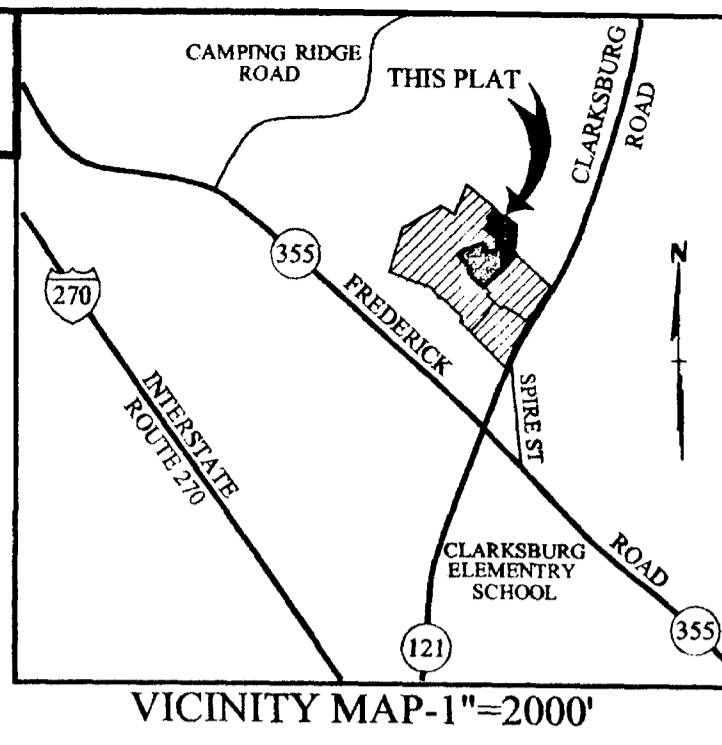 CAMPING RIDGE
ROAD
THIS PLAT
CLARKSBURG
ROAD
355
270
N
FREDERICK
INTERSTATE
ROUTE 270
SPIRE ST
CLARKSBURG
ELEMENTRY
SCHOOL
ROAD
121
355
VICINITY MAP-1"=2000'